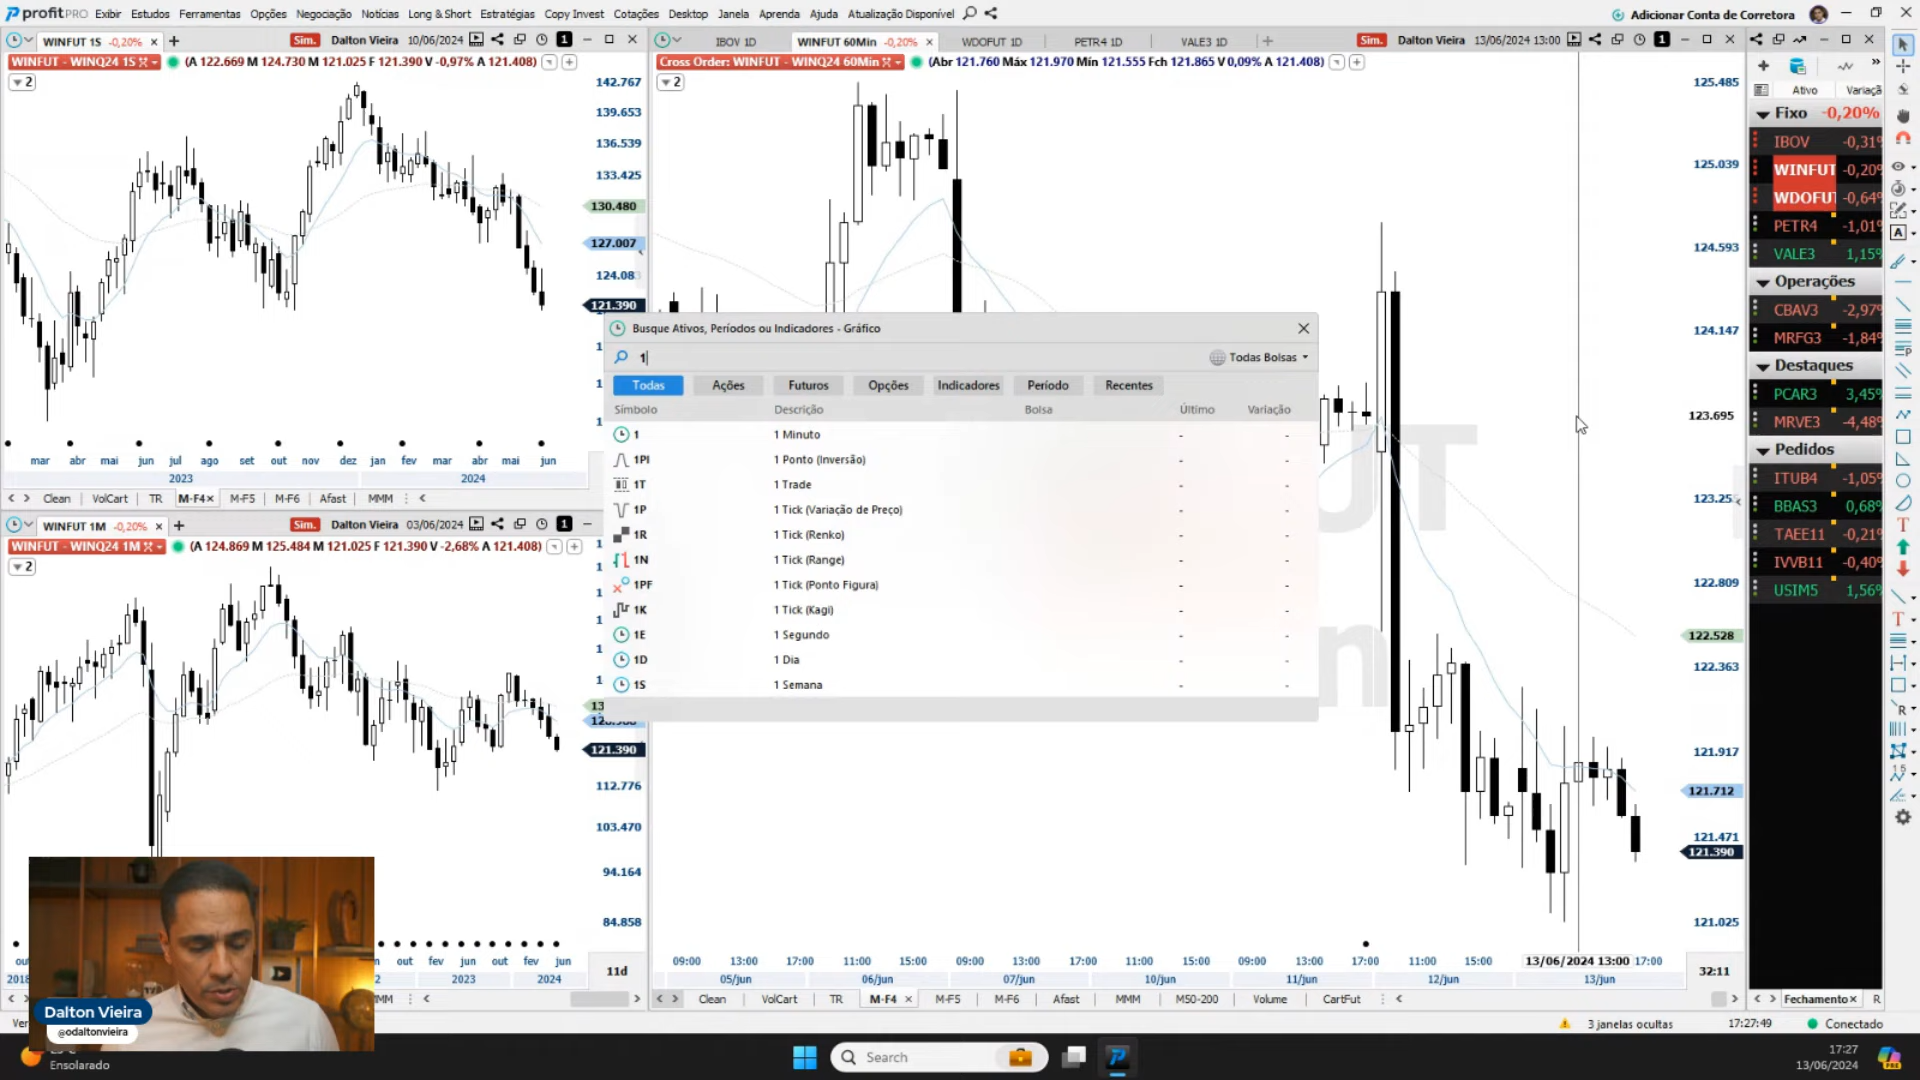 profitPRO Exibir Estudos Ferramentas Opções Negociação Notícias Long & Short Estratégias Copy Invest Cotações Desktop Janela Aprenda Ajuda Atualização Disponível Adicionar Conta de Corretora
WINFUT 1S -0,20% × + Sim. Dalton Vieira 10/06/2024 1
WINFUT - WINQ24 1S (A 122.669 M 124.730 M 121.025 F 121.390 V -0,97% A 121.408)
2
142.767
139.653
136.539
133.425
130.480
127.007
124.083
121.390
mar abr mai jun jul ago set out nov dez jan fev mar abr mai jun
2023 2024
Clean VolCart TR M-F4× M-F5 M-F6 Afast MMM
WINFUT 1M -0,20% × + Sim. Dalton Vieira 03/06/2024 1
WINFUT - WINQ24 1M (A 124.869 M 125.484 M 121.025 F 121.390 V -2,68% A 121.408)
2
121.390
112.776
103.470
94.164
84.858
out fev jun out fev jun
2018 2023 2024
11d
MMM
IBOV 1D WINFUT 60Min -0,20% × WDOFUT 1D PETR4 1D VALE3 1D + Sim. Dalton Vieira 13/06/2024 13:00 1
Cross Order: WINFUT - WINQ24 60Min (Abr 121.760 Máx 121.970 Mín 121.555 Fch 121.865 V 0,09% A 121.408)
2
125.485
125.039
124.593
124.147
123.695
122.809
122.528
122.363
121.917
121.712
121.471
121.390
121.025
09:00 13:00 17:00 11:00 15:00 09:00 13:00 17:00 11:00 15:00 09:00 13:00 17:00 11:00 15:00 13/06/2024 13:00 17:00
05/jun 06/jun 07/jun 10/jun 11/jun 12/jun 13/jun
32:11
Clean VolCart TR M-F4 × M-F5 M-F6 Afast MMM M50-200 Volume CartFut
Busque Ativos, Períodos ou Indicadores - Gráfico
1
Todas Bolsas
Todas Ações Futuros Opções Indicadores Período Recentes
Símbolo Descrição Bolsa Último Variação
1 1 Minuto - -
1PI 1 Ponto (Inversão) - -
1T 1 Trade - -
1P 1 Tick (Variação de Preço) - -
1R 1 Tick (Renko) - -
1N 1 Tick (Range) - -
1PF 1 Tick (Ponto Figura) - -
1K 1 Tick (Kagi) - -
1E 1 Segundo - -
1D 1 Dia - -
1S 1 Semana - -
Ativo Variaçã
Fixo -0,20%
IBOV -0,31%
WINFUT -0,20%
WDOFUT -0,64%
PETR4 -1,01%
VALE3 1,15%
Operações
CBAV3 -2,97%
MRFG3 -1,84%
Destaques
PCAR3 3,45%
MRVE3 -4,48%
Pedidos
ITUB4 -1,05%
BBAS3 0,68%
TAEE11 -0,21%
IVVB11 -0,40%
USIM5 1,56%
Fechamento× R
Dalton Vieira
@odaltonvieira
3 janelas ocultas 17:27:49 Conectado
Ensolarado
Search
17:27
13/06/2024